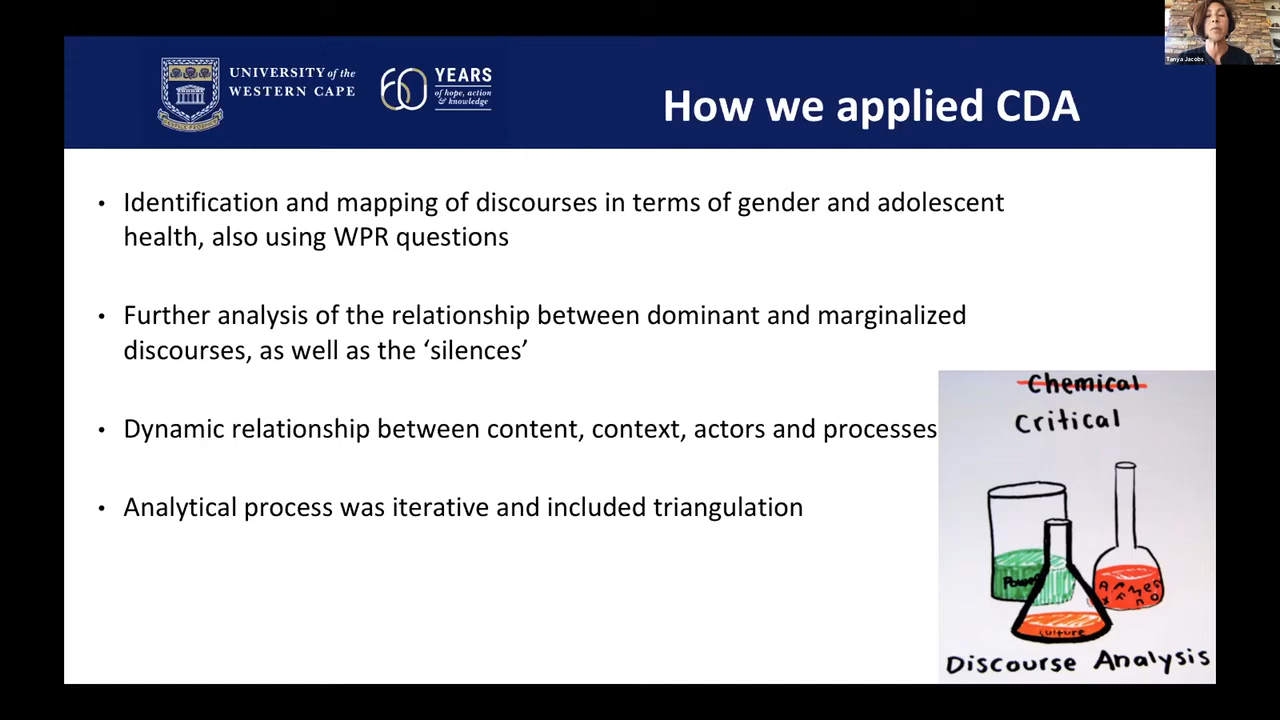 UNIVERSITY of the
WESTERN CAPE
60 YEARS
of hope, action
& knowledge
How we applied CDA
Tanya Jacobs
• Identification and mapping of discourses in terms of gender and adolescent
health, also using WPR questions
• Further analysis of the relationship between dominant and marginalized
discourses, as well as the ‘silences’
• Dynamic relationship between content, context, actors and processes
• Analytical process was iterative and included triangulation
Chemical
Critical
Power
culture
Discourse Analysis